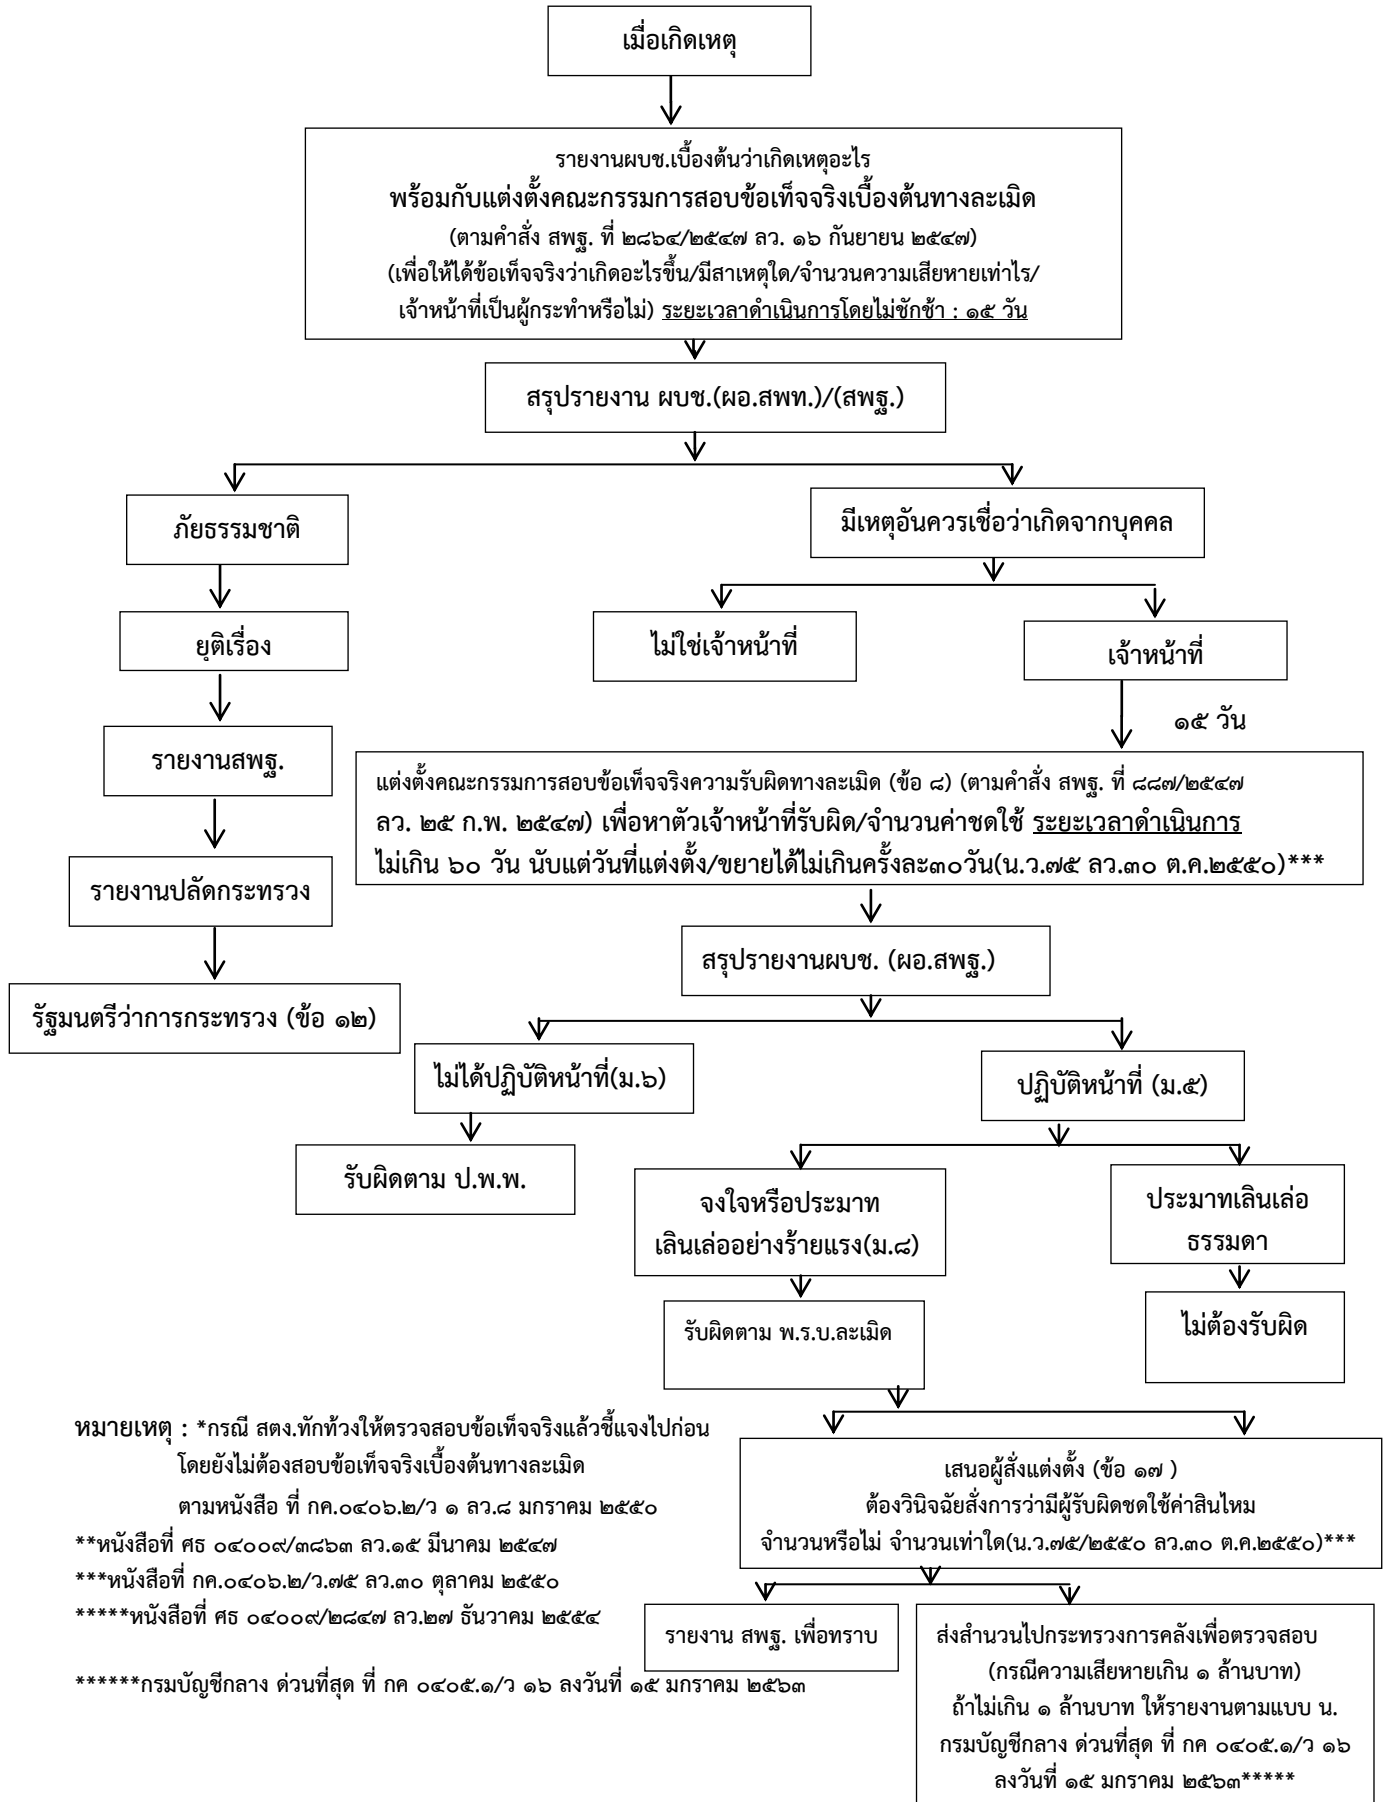 เมื่อเกิดเหตุ
รายงานผบช.เบื้องต้นว่าเกิดเหตุอะไร
พร้อมกับแต่งตั้งคณะกรรมการสอบข้อเท็จจริงเบื้องต้นทางละเมิด
(ตามคำสั่ง สพฐ. ที่ ๒๘๖๔/๒๕๔๗ ลว. ๑๖ กันยายน ๒๕๔๗)
(เพื่อให้ได้ข้อเท็จจริงว่าเกิดอะไรขึ้น/มีสาเหตุใด/จำนวนความเสียหายเท่าไร/
เจ้าหน้าที่เป็นผู้กระทำหรือไม่) ระยะเวลาดำเนินการโดยไม่ชักช้า : ๑๕ วัน
สรุปรายงาน ผบช.(ผอ.สพท.)/(สพฐ.)
ภัยธรรมชาติ
มีเหตุอันควรเชื่อว่าเกิดจากบุคคล
ยุติเรื่อง
ไม่ใช่เจ้าหน้าที่
เจ้าหน้าที่
๑๕ วัน
รายงานสพฐ.
แต่งตั้งคณะกรรมการสอบข้อเท็จจริงความรับผิดทางละเมิด (ข้อ ๘) (ตามคำสั่ง สพฐ. ที่ ๘๘๗/๒๕๔๗
ลว. ๒๕ ก.พ. ๒๕๔๗) เพื่อหาตัวเจ้าหน้าที่รับผิด/จำนวนค่าชดใช้ ระยะเวลาดำเนินการ
ไม่เกิน ๖๐ วัน นับแต่วันที่แต่งตั้ง/ขยายได้ไม่เกินครั้งละ๓๐วัน(น.ว.๗๕ ลว.๓๐ ต.ค.๒๕๕๐)***
รายงานปลัดกระทรวง
สรุปรายงานผบช. (ผอ.สพฐ.)
รัฐมนตรีว่าการกระทรวง (ข้อ ๑๒)
ไม่ได้ปฏิบัติหน้าที่(ม.๖)
ปฏิบัติหน้าที่ (ม.๕)
รับผิดตาม ป.พ.พ.
จงใจหรือประมาท
เลินเล่ออย่างร้ายแรง(ม.๘)
ประมาทเลินเล่อ
ธรรมดา
รับผิดตาม พ.ร.บ.ละเมิด
ไม่ต้องรับผิด
หมายเหตุ : *กรณี สตง.ทักท้วงให้ตรวจสอบข้อเท็จจริงแล้วชี้แจงไปก่อน
โดยยังไม่ต้องสอบข้อเท็จจริงเบื้องต้นทางละเมิด
ตามหนังสือ ที่ กค.๐๔๐๖.๒/ว ๑ ลว.๘ มกราคม ๒๕๕๐
**หนังสือที่ ศธ ๐๔๐๐๙/๓๘๖๓ ลว.๑๕ มีนาคม ๒๕๔๗
***หนังสือที่ กค.๐๔๐๖.๒/ว.๗๕ ลว.๓๐ ตุลาคม ๒๕๕๐
*****หนังสือที่ ศธ ๐๔๐๐๙/๒๘๔๗ ลว.๒๗ ธันวาคม ๒๕๕๔
******กรมบัญชีกลาง ด่วนที่สุด ที่ กค ๐๔๐๕.๑/ว ๑๖ ลงวันที่ ๑๕ มกราคม ๒๕๖๓
เสนอผู้สั่งแต่งตั้ง (ข้อ ๑๗ )
ต้องวินิจฉัยสั่งการว่ามีผู้รับผิดชดใช้ค่าสินไหม
จำนวนหรือไม่ จำนวนเท่าใด(น.ว.๗๕/๒๕๕๐ ลว.๓๐ ต.ค.๒๕๕๐)***
รายงาน สพฐ. เพื่อทราบ
ส่งสำนวนไปกระทรวงการคลังเพื่อตรวจสอบ
(กรณีความเสียหายเกิน ๑ ล้านบาท)
ถ้าไม่เกิน ๑ ล้านบาท ให้รายงานตามแบบ น.
กรมบัญชีกลาง ด่วนที่สุด ที่ กค ๐๔๐๕.๑/ว ๑๖
ลงวันที่ ๑๕ มกราคม ๒๕๖๓*****